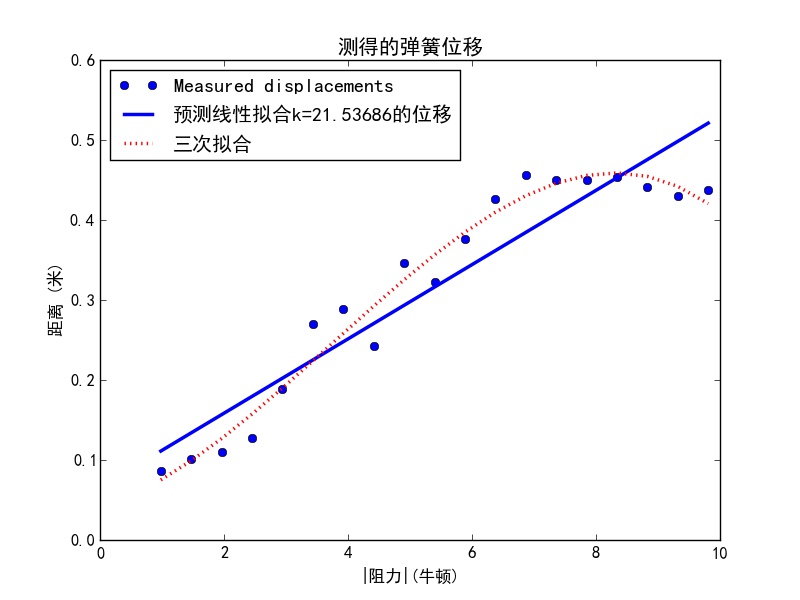 测得的弹簧位移
0.6
0.5
0.4
0.3
0.2
0.1
0.0
距离 (米)
Measured displacements
预测线性拟合k=21.53686的位移
三次拟合
0 2 4 6 8 10
|阻力|(牛顿)